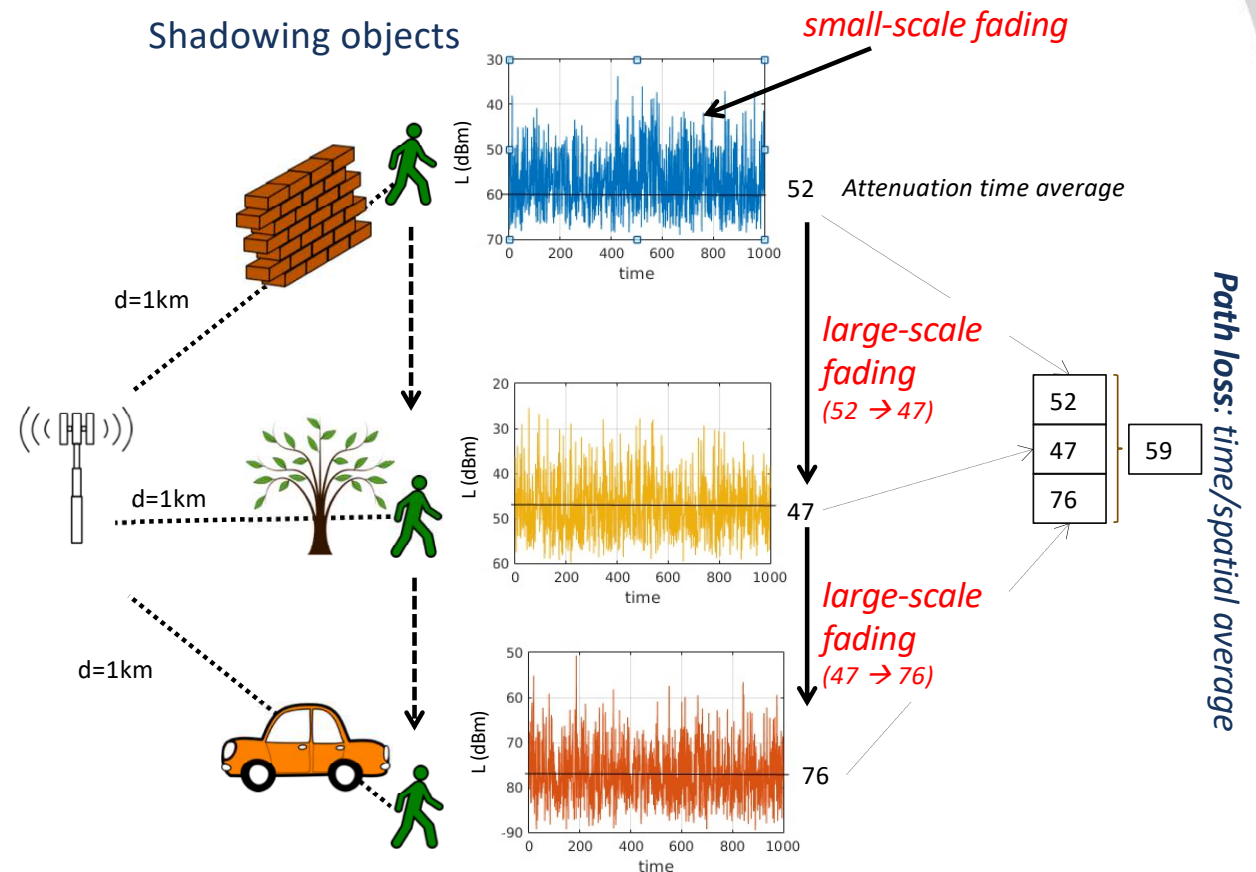 Shadowing objects
small-scale fading
d=1km
d=1km
d=1km
30
40
50
60
70
L (dBm)
0 200 400 600 800 1000
time
52 Attenuation time average
large-scale
fading
(52 → 47)
20
30
40
50
60
L (dBm)
0 200 400 600 800 1000
time
47
large-scale
fading
(47 → 76)
50
60
70
80
-90
L (dBm)
0 200 400 600 800 1000
time
76
52
47
76
59
Path loss: time/spatial average